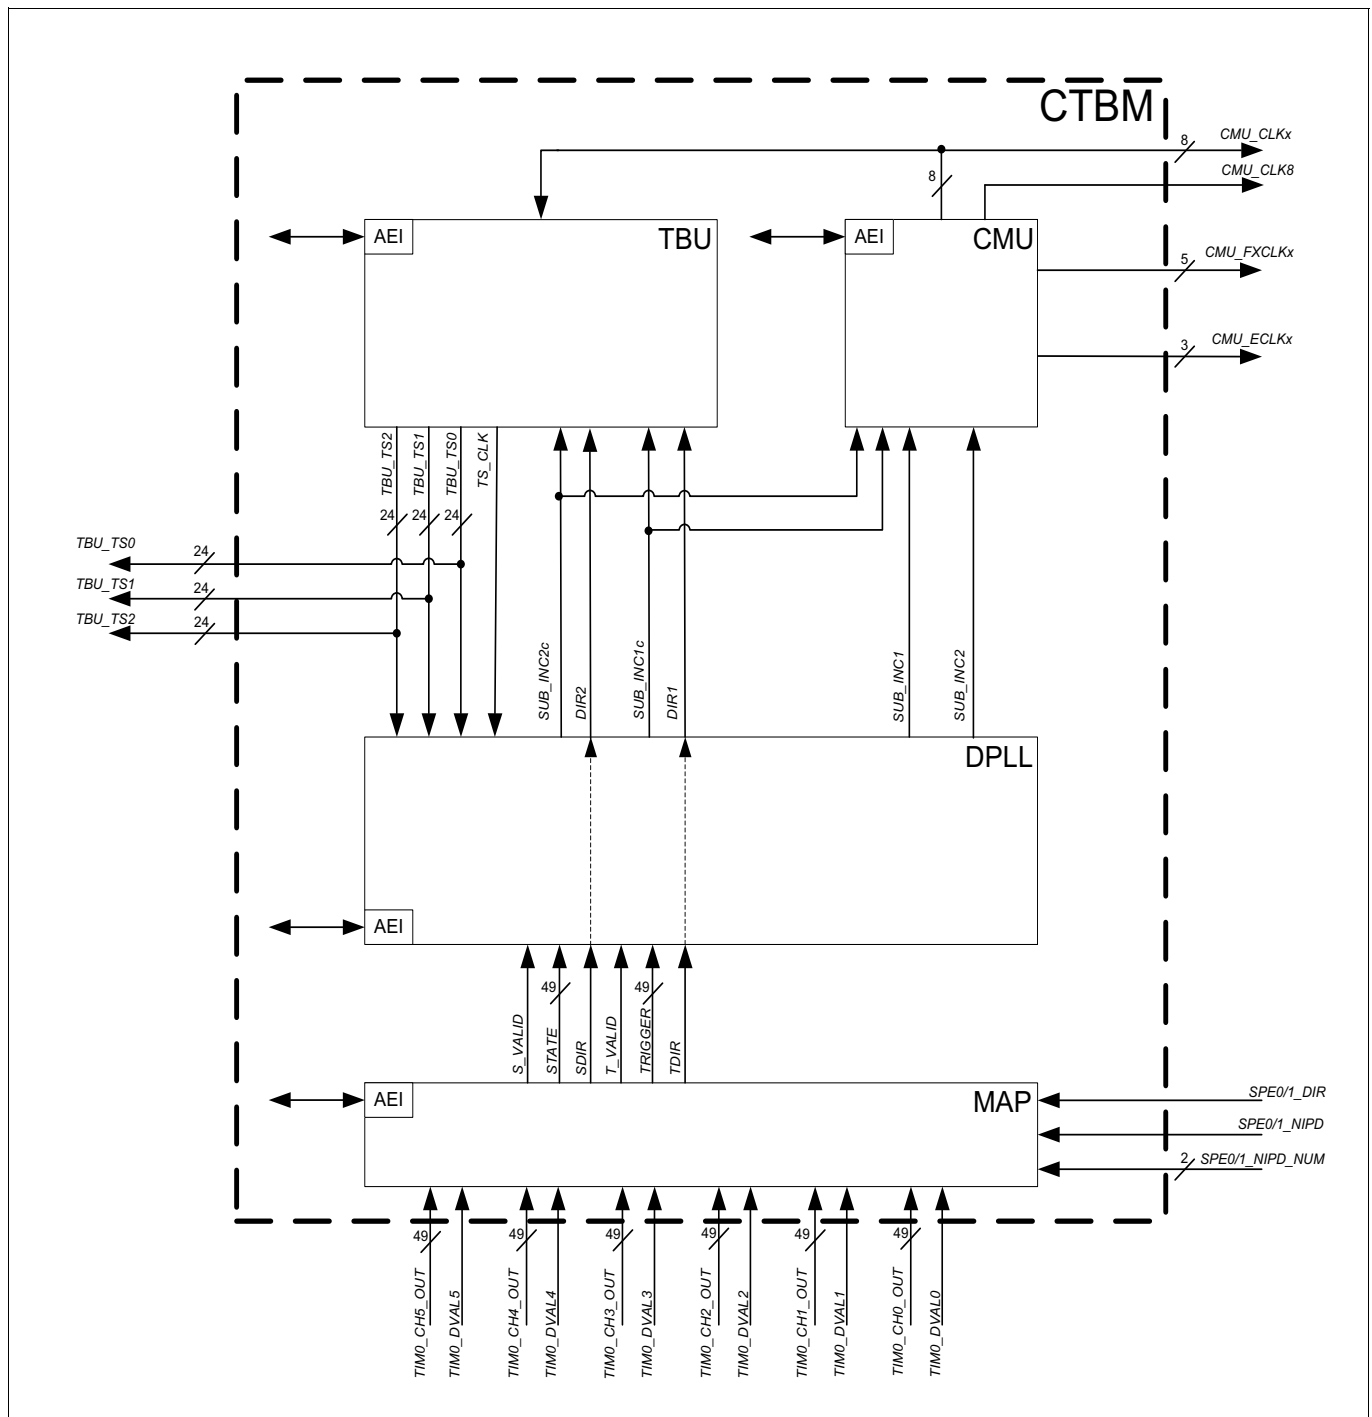 CTBM
8
CMU_CLKx
8
CMU_CLK8
AEI
TBU
AEI
CMU
5
CMU_FXCLKx
3
CMU_ECLKx
TBU_TS2
TBU_TS1
TBU_TS0
TS_CLK
24
24
24
TBU_TS0
24
TBU_TS1
24
TBU_TS2
24
SUB_INC2c
DIR2
SUB_INC1c
DIR1
SUB_INC1
SUB_INC2
DPLL
AEI
S_VALID
STATE
49
SDIR
T_VALID
TRIGGER
49
TDIR
AEI
MAP
SPE0/1_DIR
SPE0/1_NIPD
2
SPE0/1_NIPD_NUM
49
49
49
49
49
49
TIM0_CH5_OUT
TIM0_DVAL5
TIM0_CH4_OUT
TIM0_DVAL4
TIM0_CH3_OUT
TIM0_DVAL3
TIM0_CH2_OUT
TIM0_DVAL2
TIM0_CH1_OUT
TIM0_DVAL1
TIM0_CH0_OUT
TIM0_DVAL0